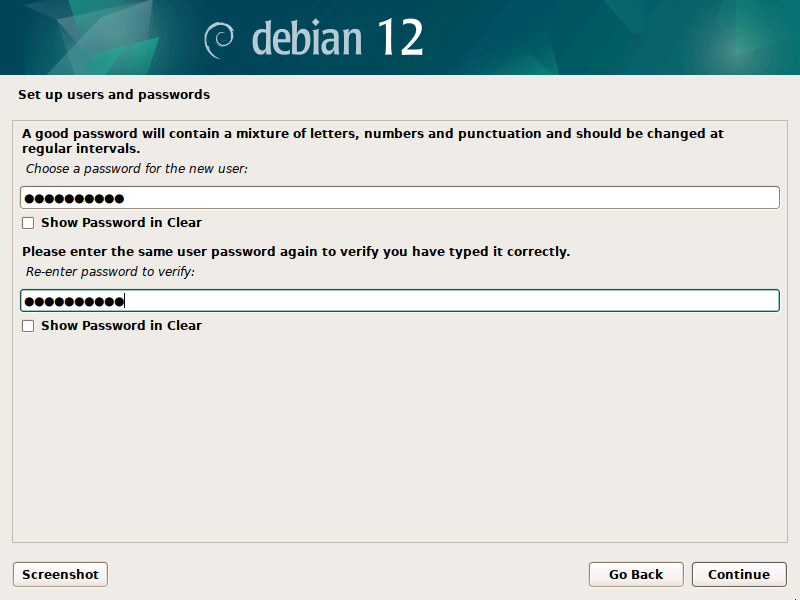 debian 12
Set up users and passwords
A good password will contain a mixture of letters, numbers and punctuation and should be changed at
regular intervals.
Choose a password for the new user:
●●●●●●●●●●
Show Password in Clear
Please enter the same user password again to verify you have typed it correctly.
Re-enter password to verify:
●●●●●●●●●●
Show Password in Clear
Screenshot
Go Back
Continue